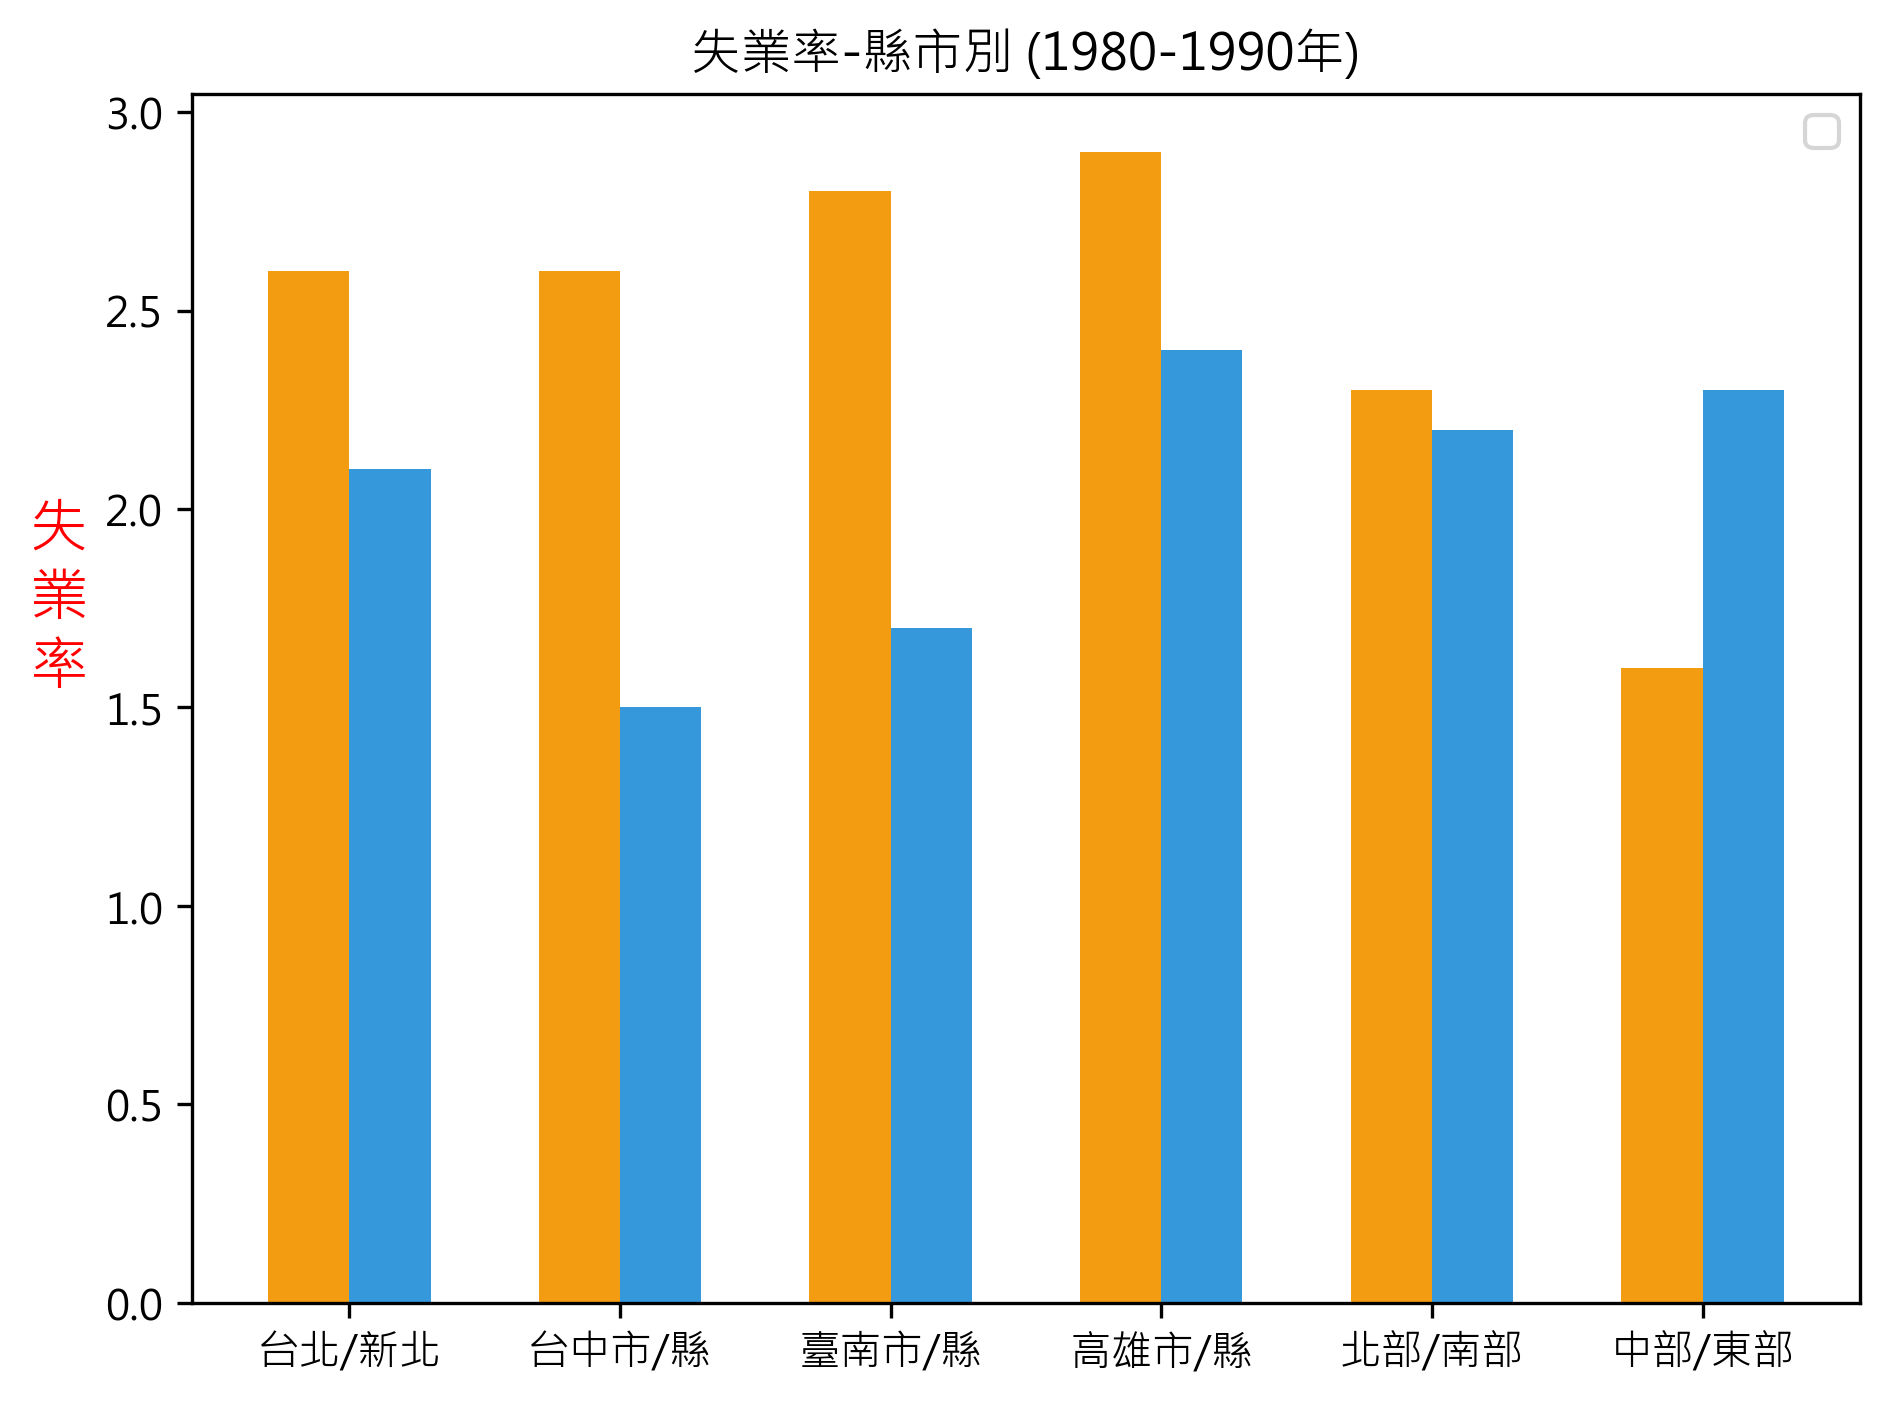 失業率-縣市別 (1980-1990年)
3.0
2.5
2.0
1.5
1.0
0.5
0.0
失
業
率
台北/新北 台中市/縣 臺南市/縣 高雄市/縣 北部/南部 中部/東部